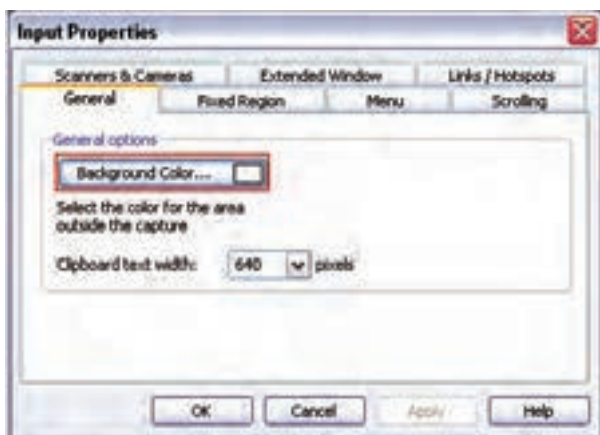 Input Properties
Scanners & Cameras Extended Window Links / Hotspots
General Fixed Region Menu Scrolling
General options
Background Color....
Select the color for the area
outside the capture
Clipboard text width: 640 pixels
OK Cancel Apply Help